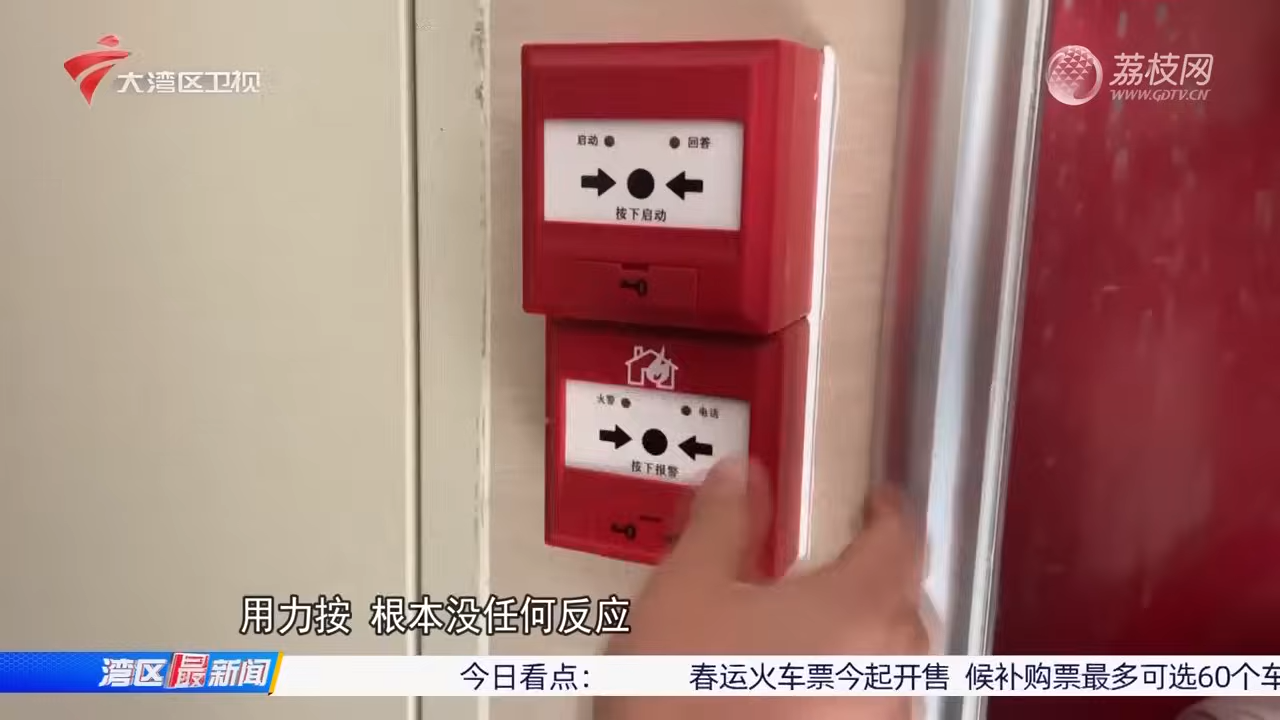 大湾区卫视
荔枝网
WWW.GDTV.CN
启动
回答
按下启动
火警
电话
按下报警
用力按 根本没任何反应
湾区最新闻
今日看点：
春运火车票今起开售 候补购票最多可选60个车